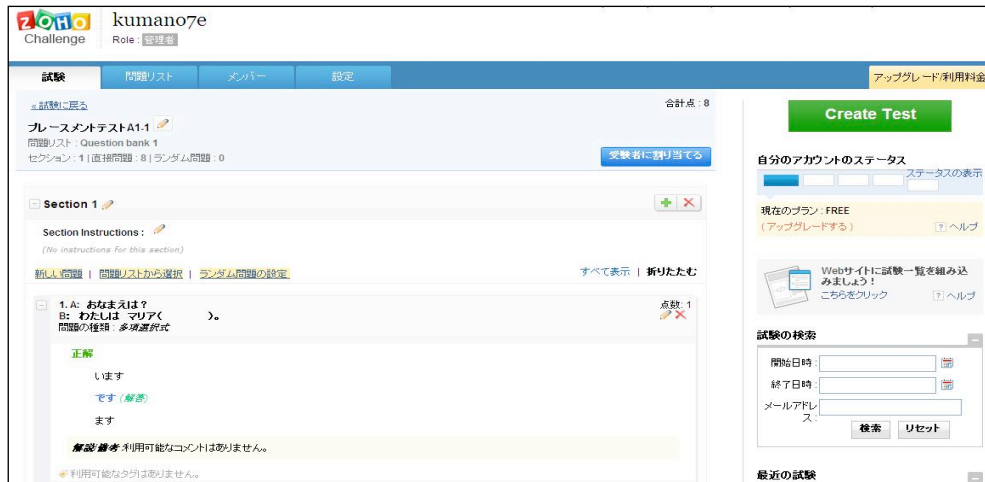 ZOHO
Challenge
kumano7e
Role : 管理者
試験
問題リスト
メンバー
設定
アップグレード/利用料金
«試験に戻る
合計点 : 8
プレースメントテストA1-1
問題リスト : Question bank 1
セクション : 1 | 直接問題 : 8 | ランダム問題 : 0
受験者に割り当てる
Section 1
Section Instructions :
(No instructions for this section)
新しい問題 | 問題リストから選択 | ランダム問題の設定
すべて表示 | 折りたたむ
1. A: おなまえは？
点数: 1
B: わたしは マリア( )。
問題の種類 : 多項選択式
正解
います
です (解答)
ます
解説/備考 :利用可能なコメントはありません。
利用可能なタグはありません。
Create Test
自分のアカウントのステータス
ステータスの表示
現在のプラン : FREE
(アップグレードする)
? ヘルプ
Webサイトに試験一覧を組み込
みましょう！
こちらをクリック
? ヘルプ
試験の検索
開始日時 :
終了日時 :
メールアドレ
ス :
検索
リセット
最近の試験